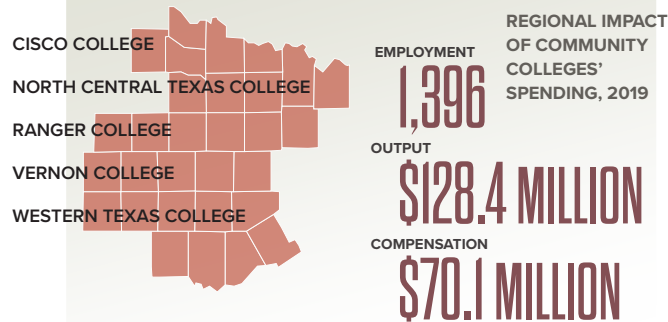 CISCO COLLEGE
NORTH CENTRAL TEXAS COLLEGE
RANGER COLLEGE
VERNON COLLEGE
WESTERN TEXAS COLLEGE
REGIONAL IMPACT
OF COMMUNITY
COLLEGES'
SPENDING, 2019
EMPLOYMENT
1,396
OUTPUT
$128.4 MILLION
COMPENSATION
$70.1 MILLION